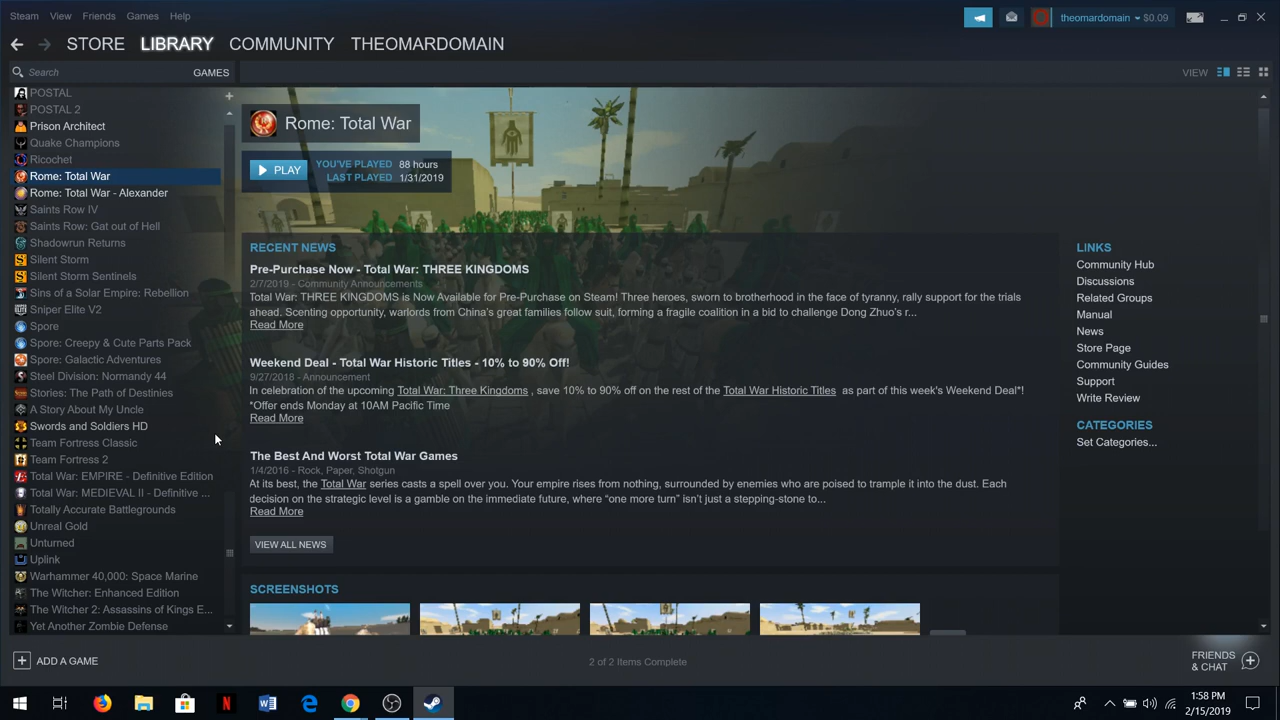 Steam View Friends Games Help
theomardomain $0.09
STORE LIBRARY COMMUNITY THEOMARDOMAIN
Search GAMES
VIEW
POSTAL
POSTAL 2
Prison Architect
Quake Champions
Ricochet
Rome: Total War
Rome: Total War - Alexander
Saints Row IV
Saints Row: Gat out of Hell
Shadowrun Returns
Silent Storm
Silent Storm Sentinels
Sins of a Solar Empire: Rebellion
Sniper Elite V2
Spore
Spore: Creepy & Cute Parts Pack
Spore: Galactic Adventures
Steel Division: Normandy 44
Stories: The Path of Destinies
A Story About My Uncle
Swords and Soldiers HD
Team Fortress Classic
Team Fortress 2
Total War: EMPIRE - Definitive Edition
Total War: MEDIEVAL II - Definitive ...
Totally Accurate Battlegrounds
Unreal Gold
Unturned
Uplink
Warhammer 40,000: Space Marine
The Witcher: Enhanced Edition
The Witcher 2: Assassins of Kings E...
Yet Another Zombie Defense
Rome: Total War
PLAY
YOU'VE PLAYED 88 hours
LAST PLAYED 1/31/2019
RECENT NEWS
Pre-Purchase Now - Total War: THREE KINGDOMS
2/7/2019 - Community Announcements
Total War: THREE KINGDOMS is Now Available for Pre-Purchase on Steam! Three heroes, sworn to brotherhood in the face of tyranny, rally support for the trials
ahead. Scenting opportunity, warlords from China's great families follow suit, forming a fragile coalition in a bid to challenge Dong Zhuo's r...
Read More
Weekend Deal - Total War Historic Titles - 10% to 90% Off!
9/27/2018 - Announcement
In celebration of the upcoming Total War: Three Kingdoms , save 10% to 90% off on the rest of the Total War Historic Titles as part of this week's Weekend Deal*!
*Offer ends Monday at 10AM Pacific Time
Read More
The Best And Worst Total War Games
1/4/2016 - Rock, Paper, Shotgun
At its best, the Total War series casts a spell over you. Your empire rises from nothing, surrounded by enemies who are poised to trample it into the dust. Each
decision on the strategic level is a gamble on the immediate future, where “one more turn” isn't just a stepping-stone to...
Read More
VIEW ALL NEWS
SCREENSHOTS
LINKS
Community Hub
Discussions
Related Groups
Manual
News
Store Page
Community Guides
Support
Write Review
CATEGORIES
Set Categories...
ADD A GAME
2 of 2 Items Complete
FRIENDS
& CHAT
1:58 PM
2/15/2019